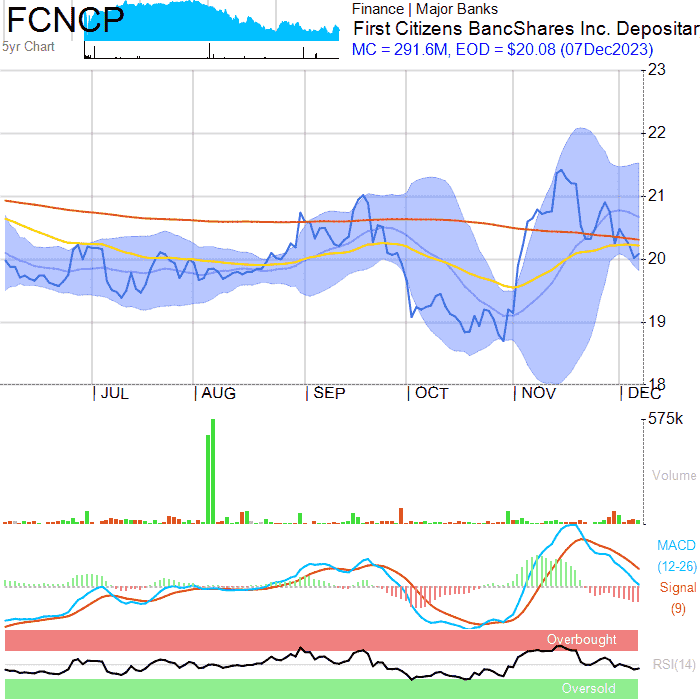 FCNCP
5yr Chart
Finance | Major Banks
First Citizens BancShares Inc. Depositar
MC = 291.6M, EOD = $20.08 (07Dec2023)
23
22
21
20
19
18
JUL AUG SEP OCT NOV DEC
575k
Volume
MACD
(12-26)
Signal
(9)
Overbought
RSI(14)
Oversold